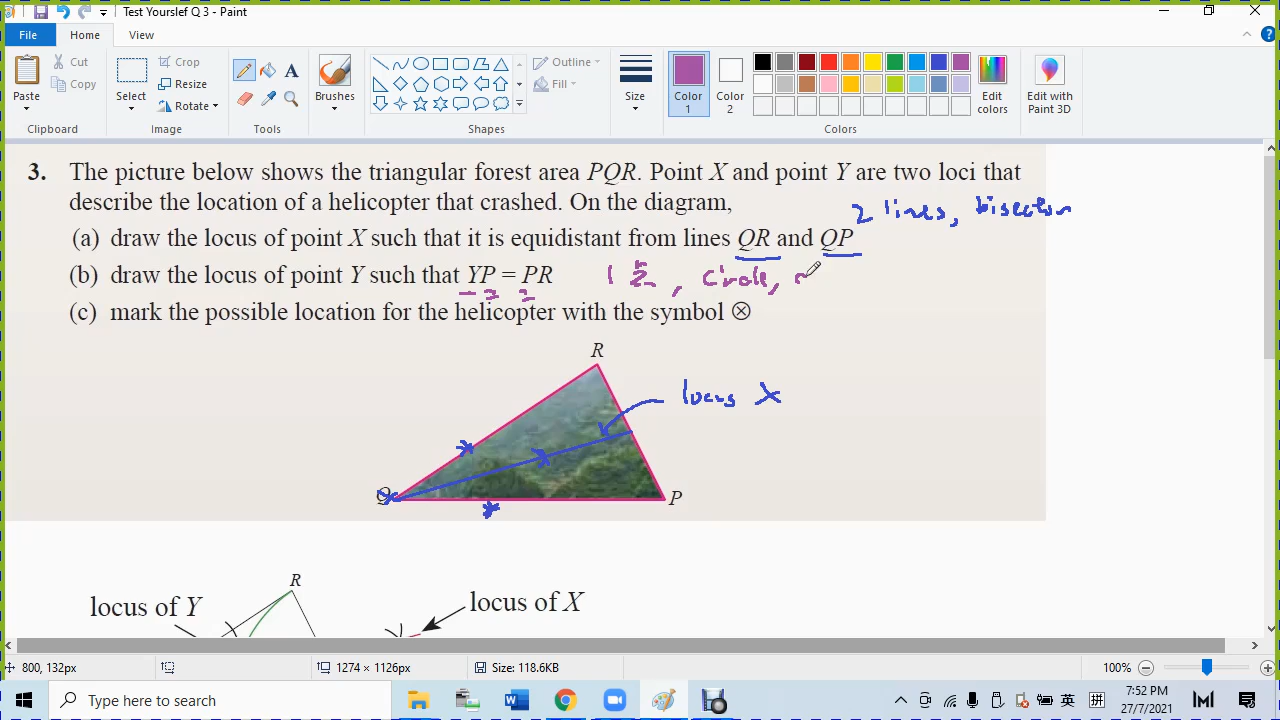 Test Yourslef Q 3 - Paint
File Home View
Cut Crop Outline
Copy Resize Fill Edit with
Paste Select Rotate Brushes Size Color 1 Color 2 Edit colors Paint 3D
Clipboard Image Tools Shapes Colors
3. The picture below shows the triangular forest area PQR. Point X and point Y are two loci that
describe the location of a helicopter that crashed. On the diagram,
2 lines, bisector
(a) draw the locus of point X such that it is equidistant from lines QR and QP
(b) draw the locus of point Y such that YP = PR
circle,
(c) mark the possible location for the helicopter with the symbol ⊗
R
locus X
Q P
R
locus of Y locus of X
800, 132px 1274 × 1126px Size: 118.6KB 100%
Type here to search
英 拼 7:52 PM
27/7/2021